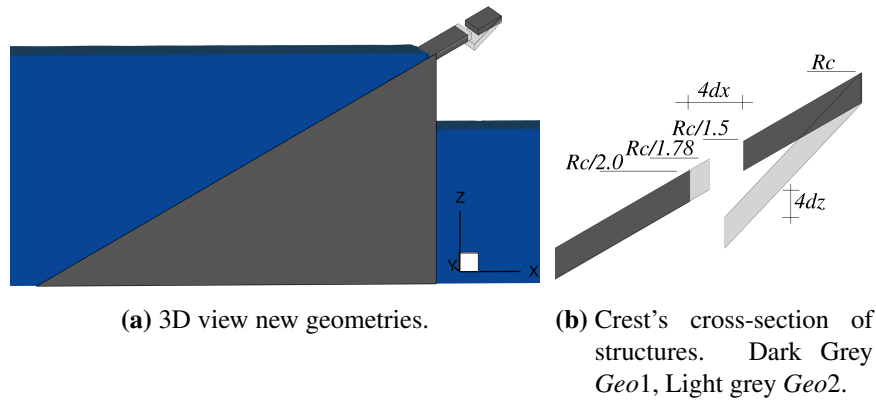 Z
Y
X
Rc
4dx
Rc/1.5
Rc/1.78
Rc/2.0
4dz
(a) 3D view new geometries.
(b) Crest's cross-section of
structures. Dark Grey
Geo1, Light grey Geo2.